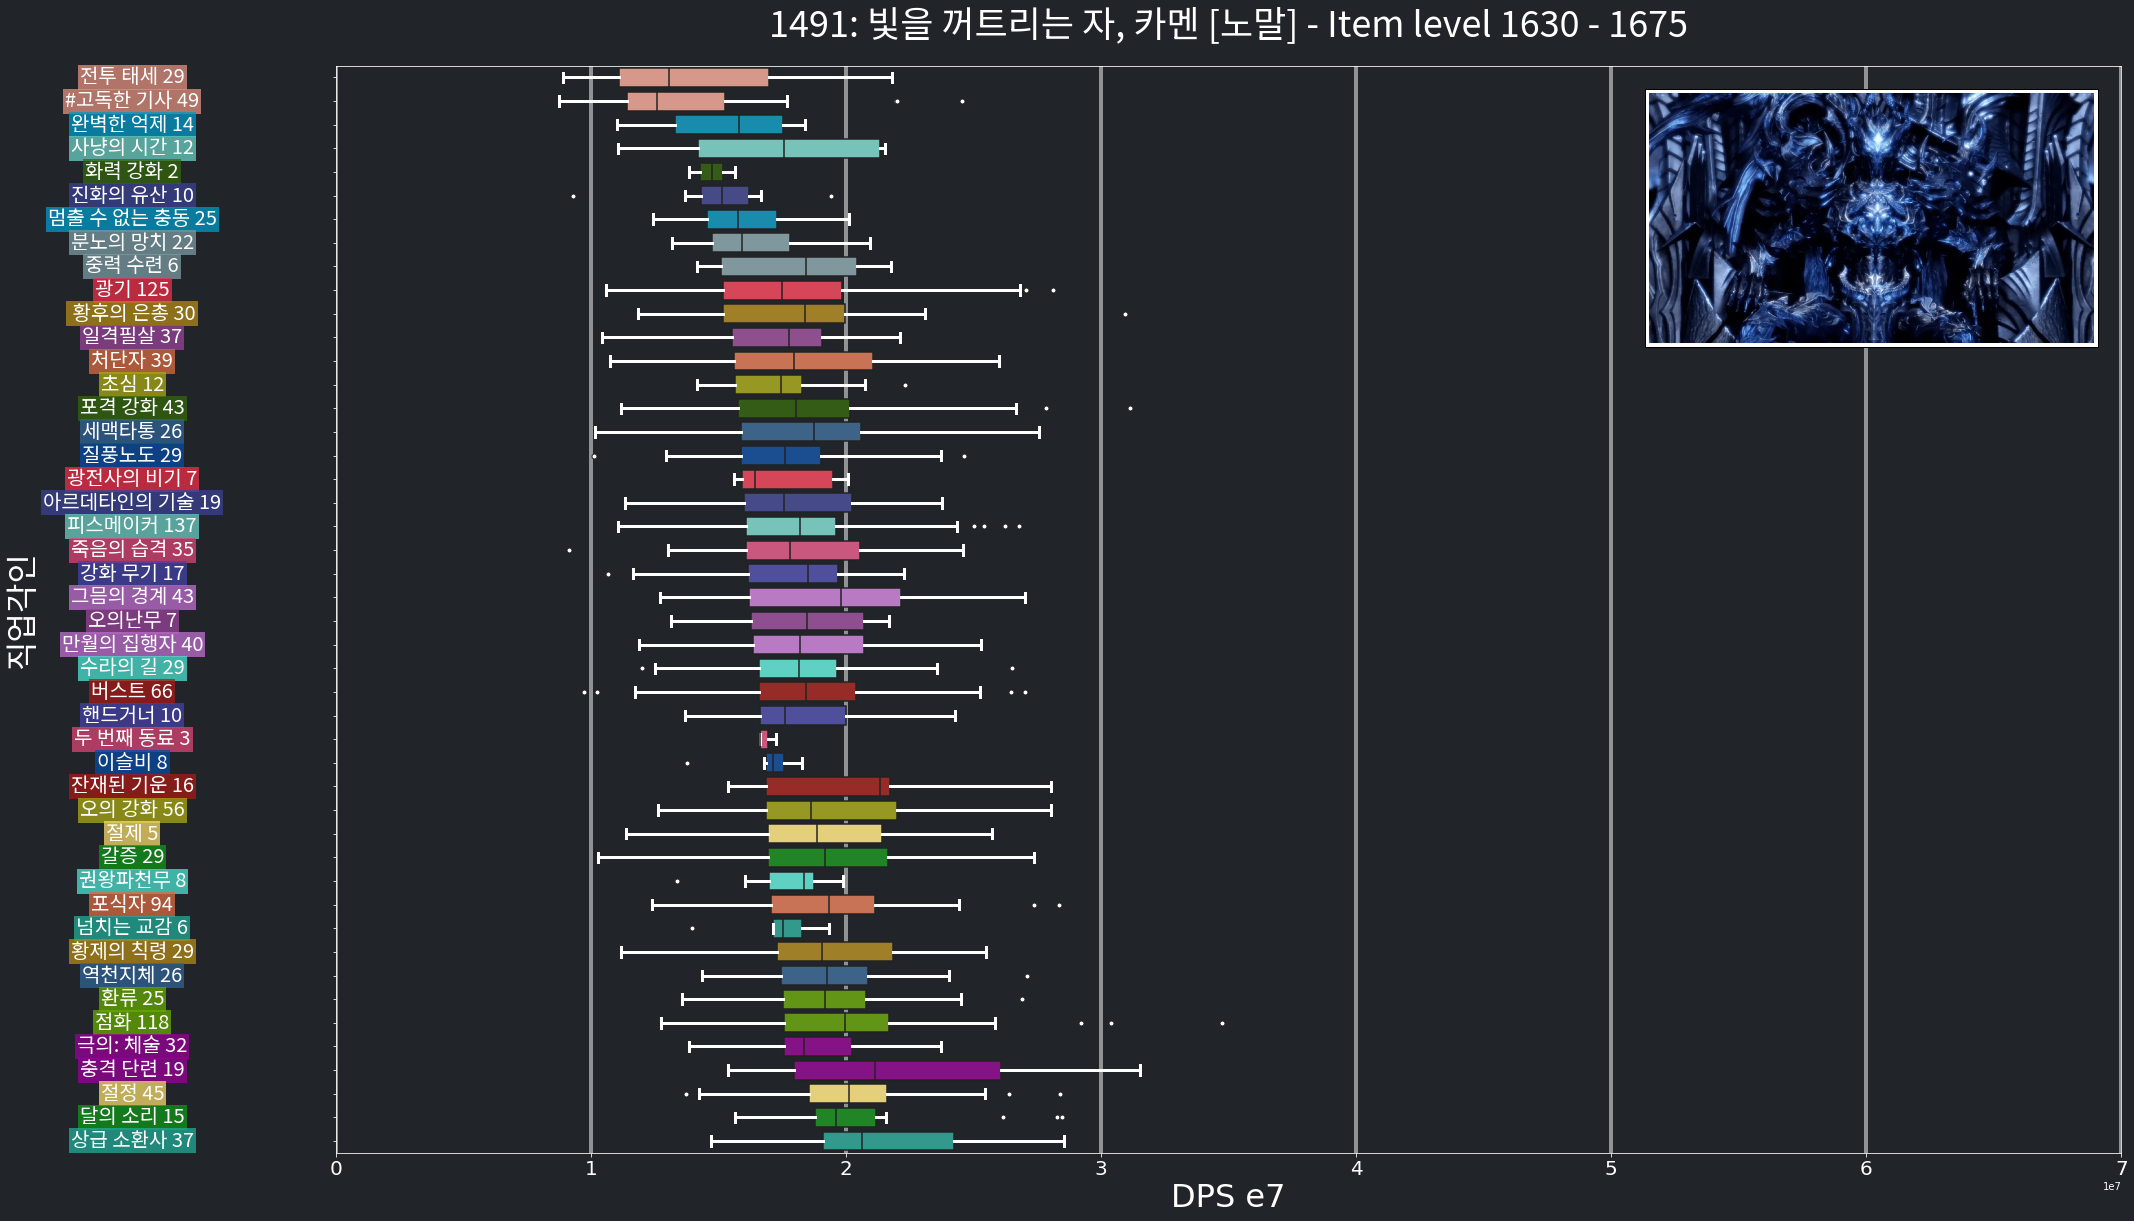 1491: 빛을 꺼트리는 자, 카멘 [노말] - Item level 1630 - 1675
전투 태세 29
#고독한 기사 49
완벽한 억제 14
사냥의 시간 12
화력 강화 2
진화의 유산 10
멈출 수 없는 충동 25
분노의 망치 22
중력 수련 6
광기 125
황후의 은총 30
일격필살 37
처단자 39
초심 12
포격 강화 43
세맥타통 26
질풍노도 29
광전사의 비기 7
아르데타인의 기술 19
피스메이커 137
죽음의 습격 35
강화 무기 17
그믐의 경계 43
오의난무 7
만월의 집행자 40
수라의 길 29
버스트 66
핸드거너 10
두 번째 동료 3
이슬비 8
잔재된 기운 16
오의 강화 56
절제 5
갈증 29
권왕파천무 8
포식자 94
넘치는 교감 6
황제의 칙령 29
역천지체 26
환류 25
점화 118
극의: 체술 32
충격 단련 19
절정 45
달의 소리 15
상급 소환사 37
직업각인
0 1 2 3 4 5 6 7
1e7
DPS e7